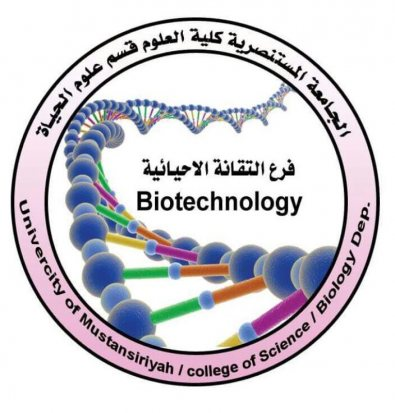 الجامعة المستنصرية كلية العلوم قسم علوم الحياة
فرع التقانة الاحيائية
Biotechnology
Univercity of Mustansiriyah / college of Science / Biology Dep.